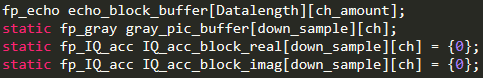 fp_echo echo_block_buffer[Datalength][ch_amount];
static fp_gray gray_pic_buffer[down_sample][ch];
static fp_IQ_acc IQ_acc_block_real[down_sample][ch] = {0};
static fp_IQ_acc IQ_acc_block_imag[down_sample][ch] = {0};